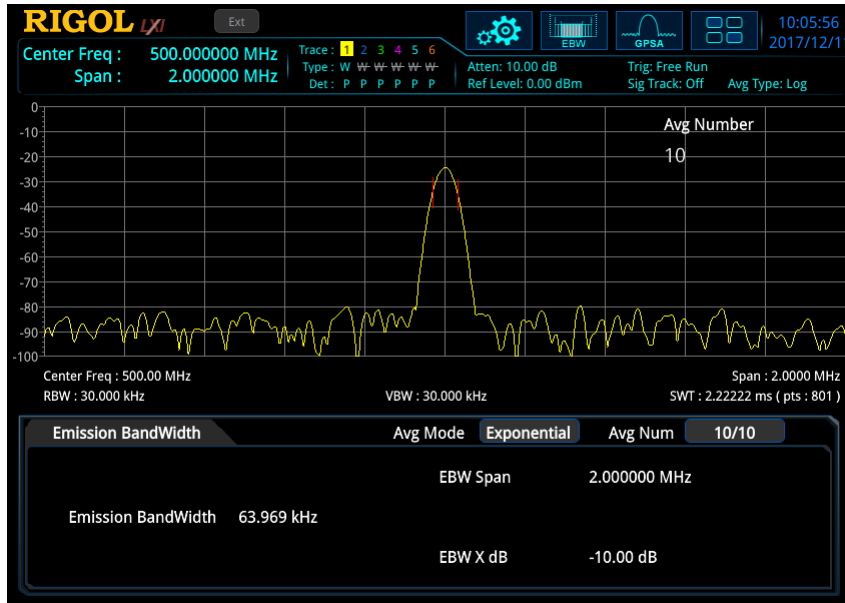 RIGOL LXI Ext
10:05:56
2017/12/1
Center Freq : 500.000000 MHz
Span : 2.000000 MHz
Trace : 1 2 3 4 5 6
Type : W W W W W W
Det : P P P P P P
EBW
GPSA
Atten: 10.00 dB
Ref Level: 0.00 dBm
Trig: Free Run
Sig Track: Off Avg Type: Log
Avg Number
10
0
-10
-20
-30
-40
-50
-60
-70
-80
-90
-100
Center Freq : 500.00 MHz Span : 2.0000 MHz
RBW : 30.000 kHz VBW : 30.000 kHz SWT : 2.22222 ms ( pts : 801 )
Emission BandWidth Avg Mode Exponential Avg Num 10/10
EBW Span 2.000000 MHz
Emission BandWidth 63.969 kHz
EBW X dB -10.00 dB